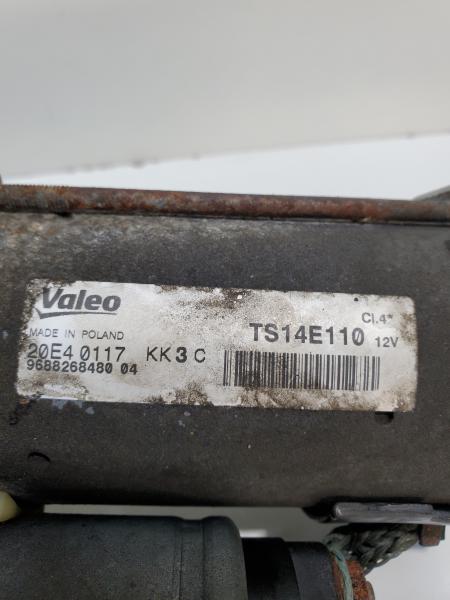 Valeo
MADE IN POLAND
20E4 0117 KK3C
9688268480 04
TS14E110
Cl.4*
12V